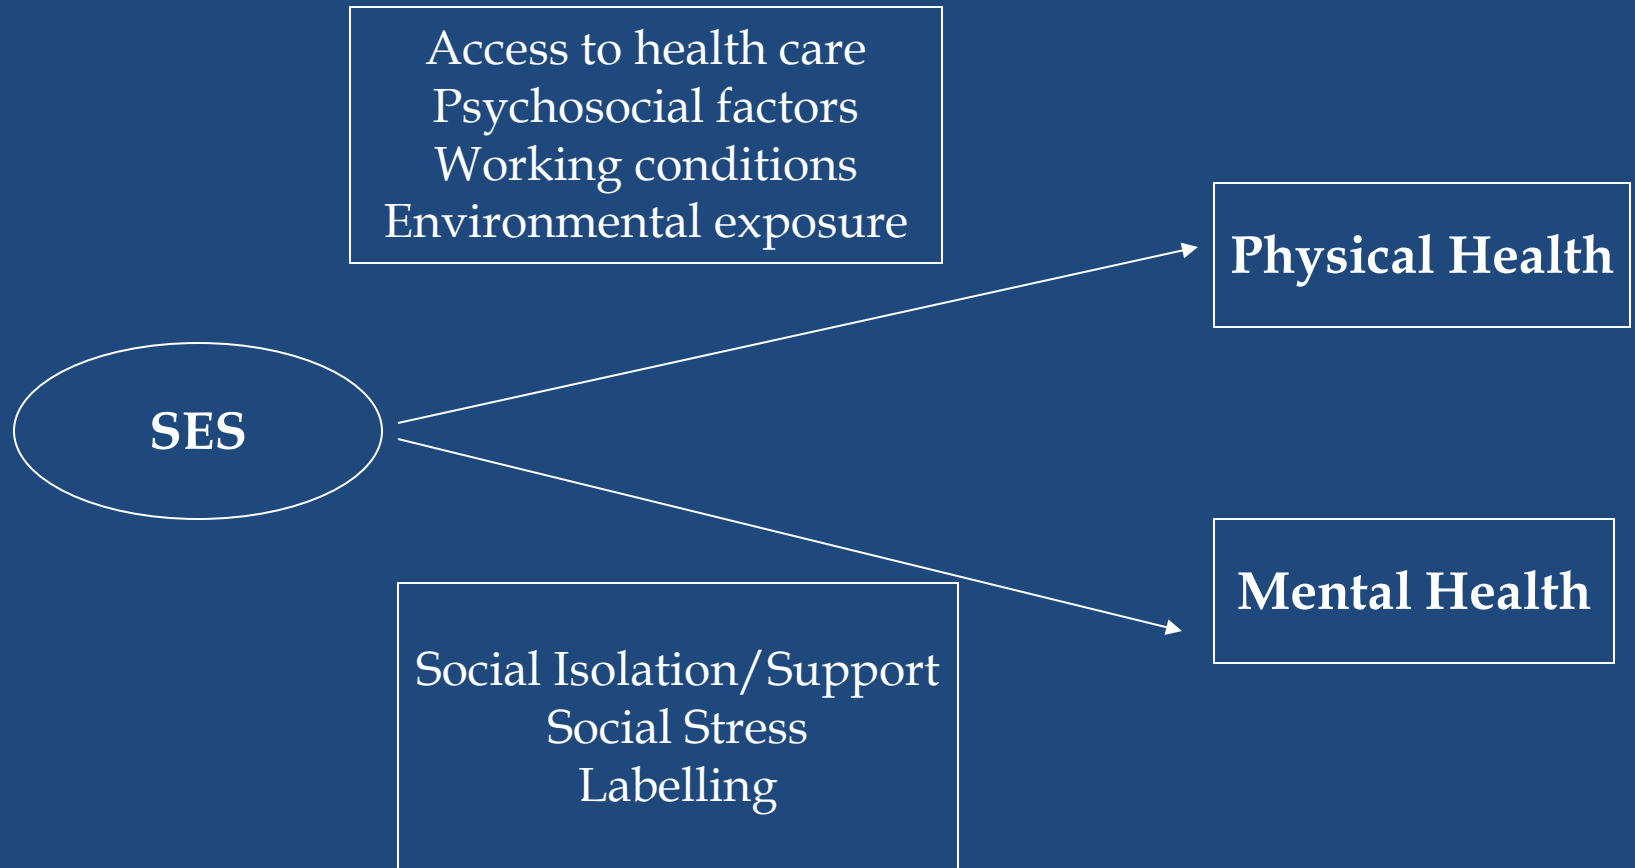 Access to health care
Psychosocial factors
Working conditions
Environmental exposure
Physical Health
SES
Mental Health
Social Isolation/Support
Social Stress
Labelling